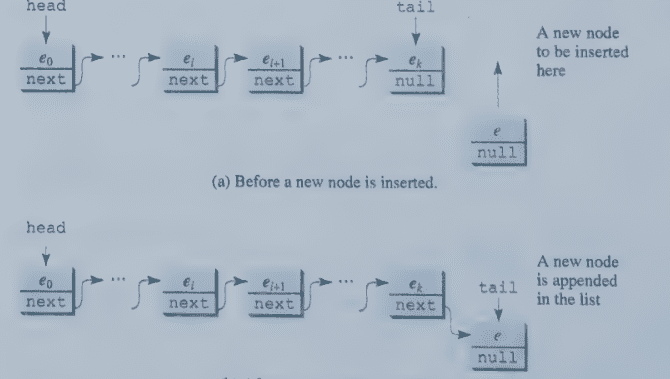 head
tail
A new node
to be inserted
here
e0 ... ei ei+1 ... ek
next next next null
e
null
(a) Before a new node is inserted.
head
A new node
is appended
in the list
tail
e0 ... ei ei+1 ... ek
next next next next
e
null